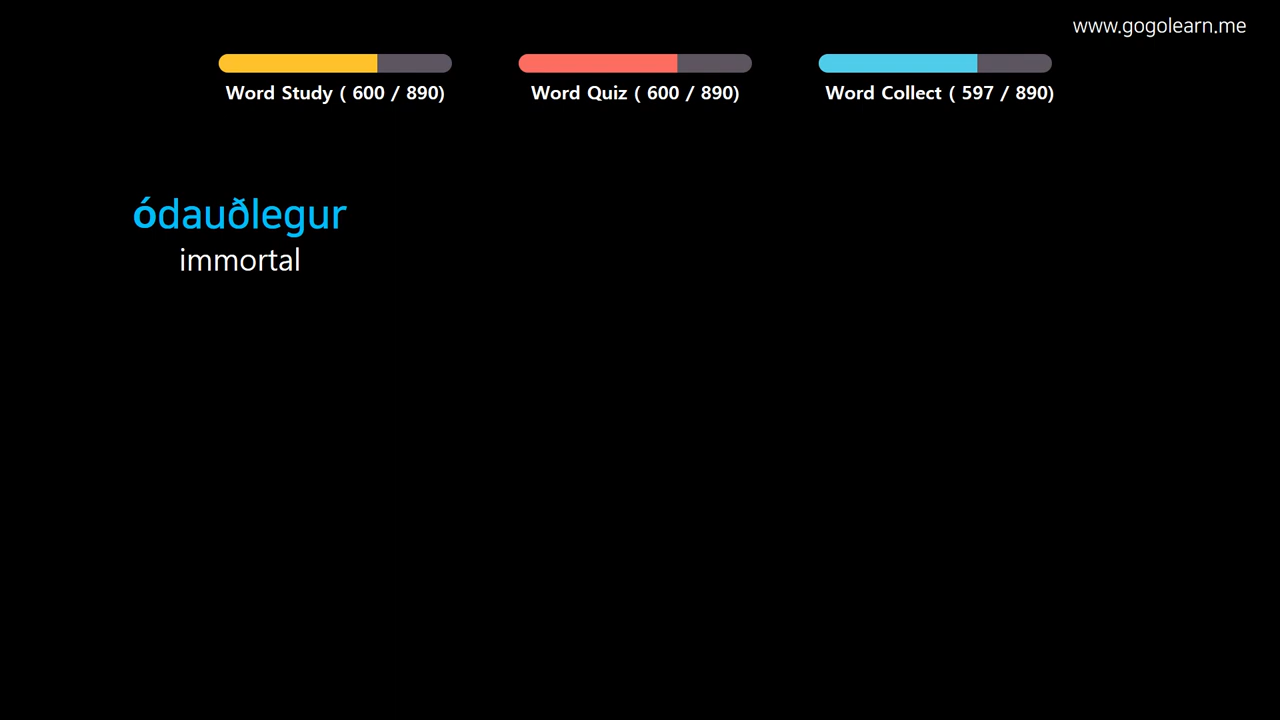 www.gogolearn.me
Word Study ( 600 / 890)
Word Quiz ( 600 / 890)
Word Collect ( 597 / 890)
ódauðlegur
immortal